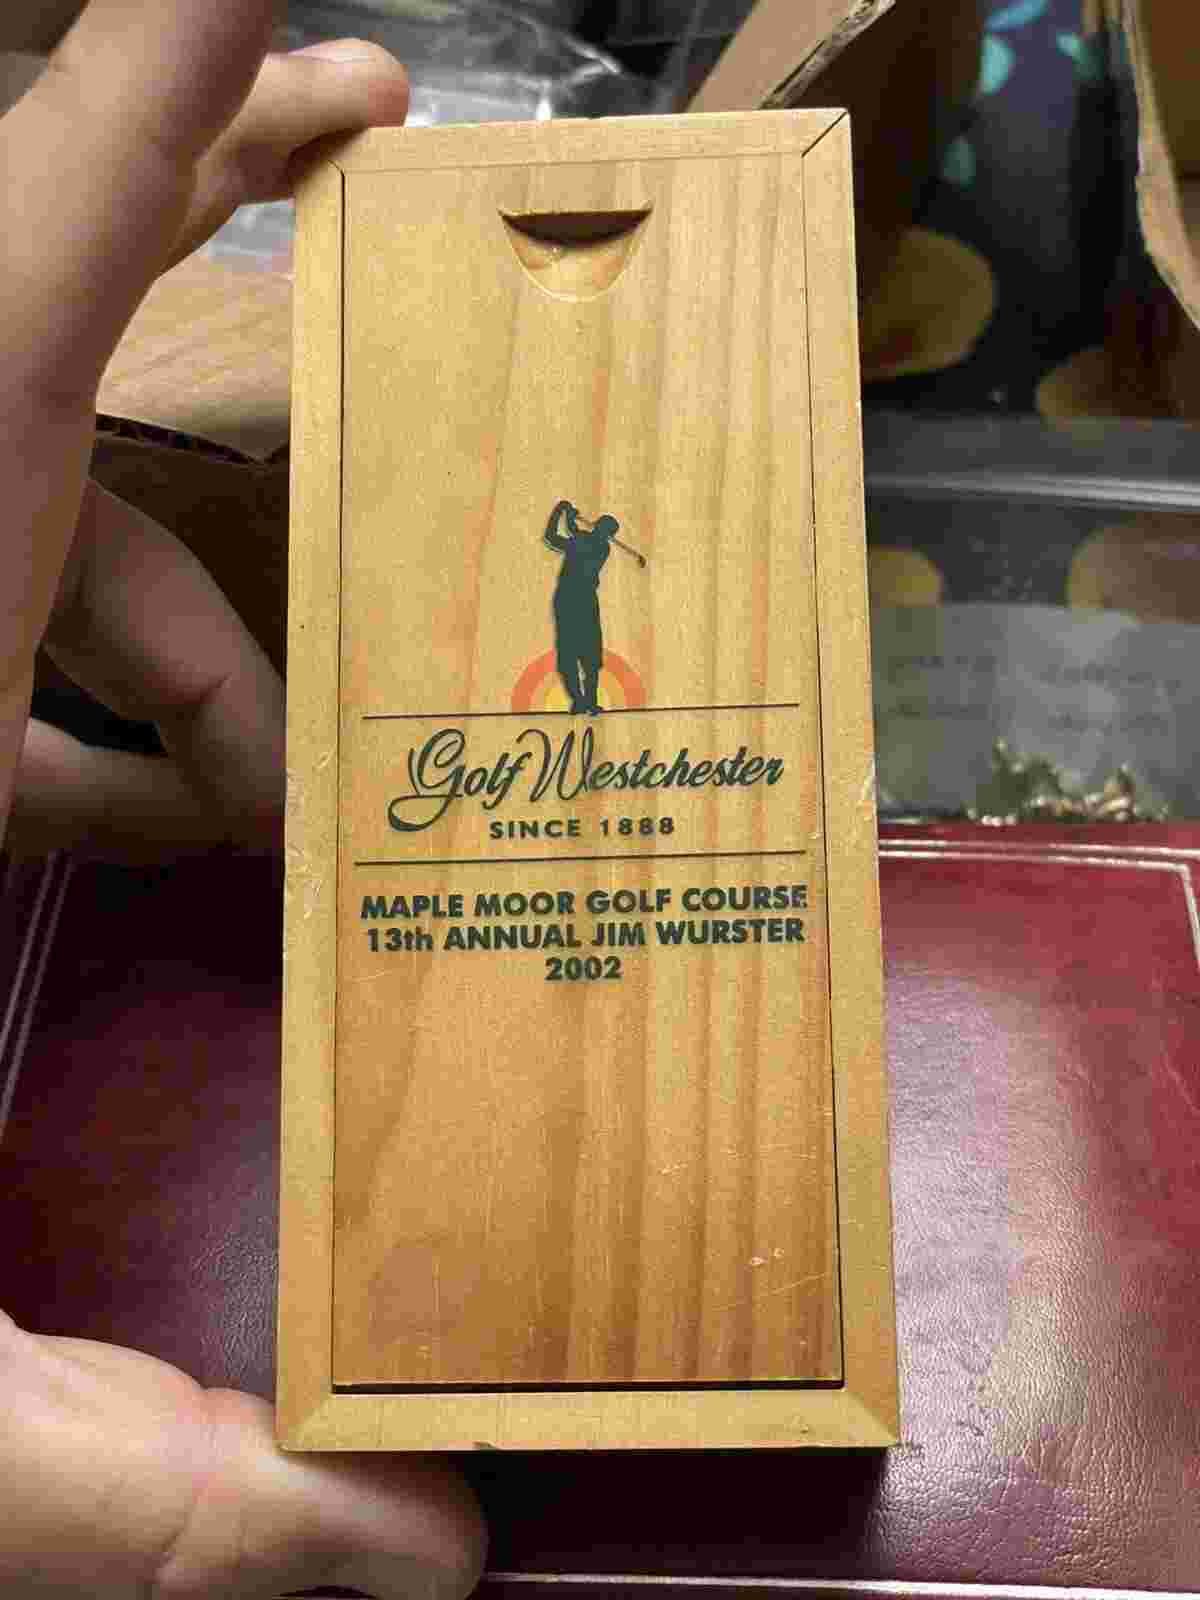 Golf Westchester
SINCE 1888
MAPLE MOOR GOLF COURSE
13th ANNUAL JIM WURSTER
2002